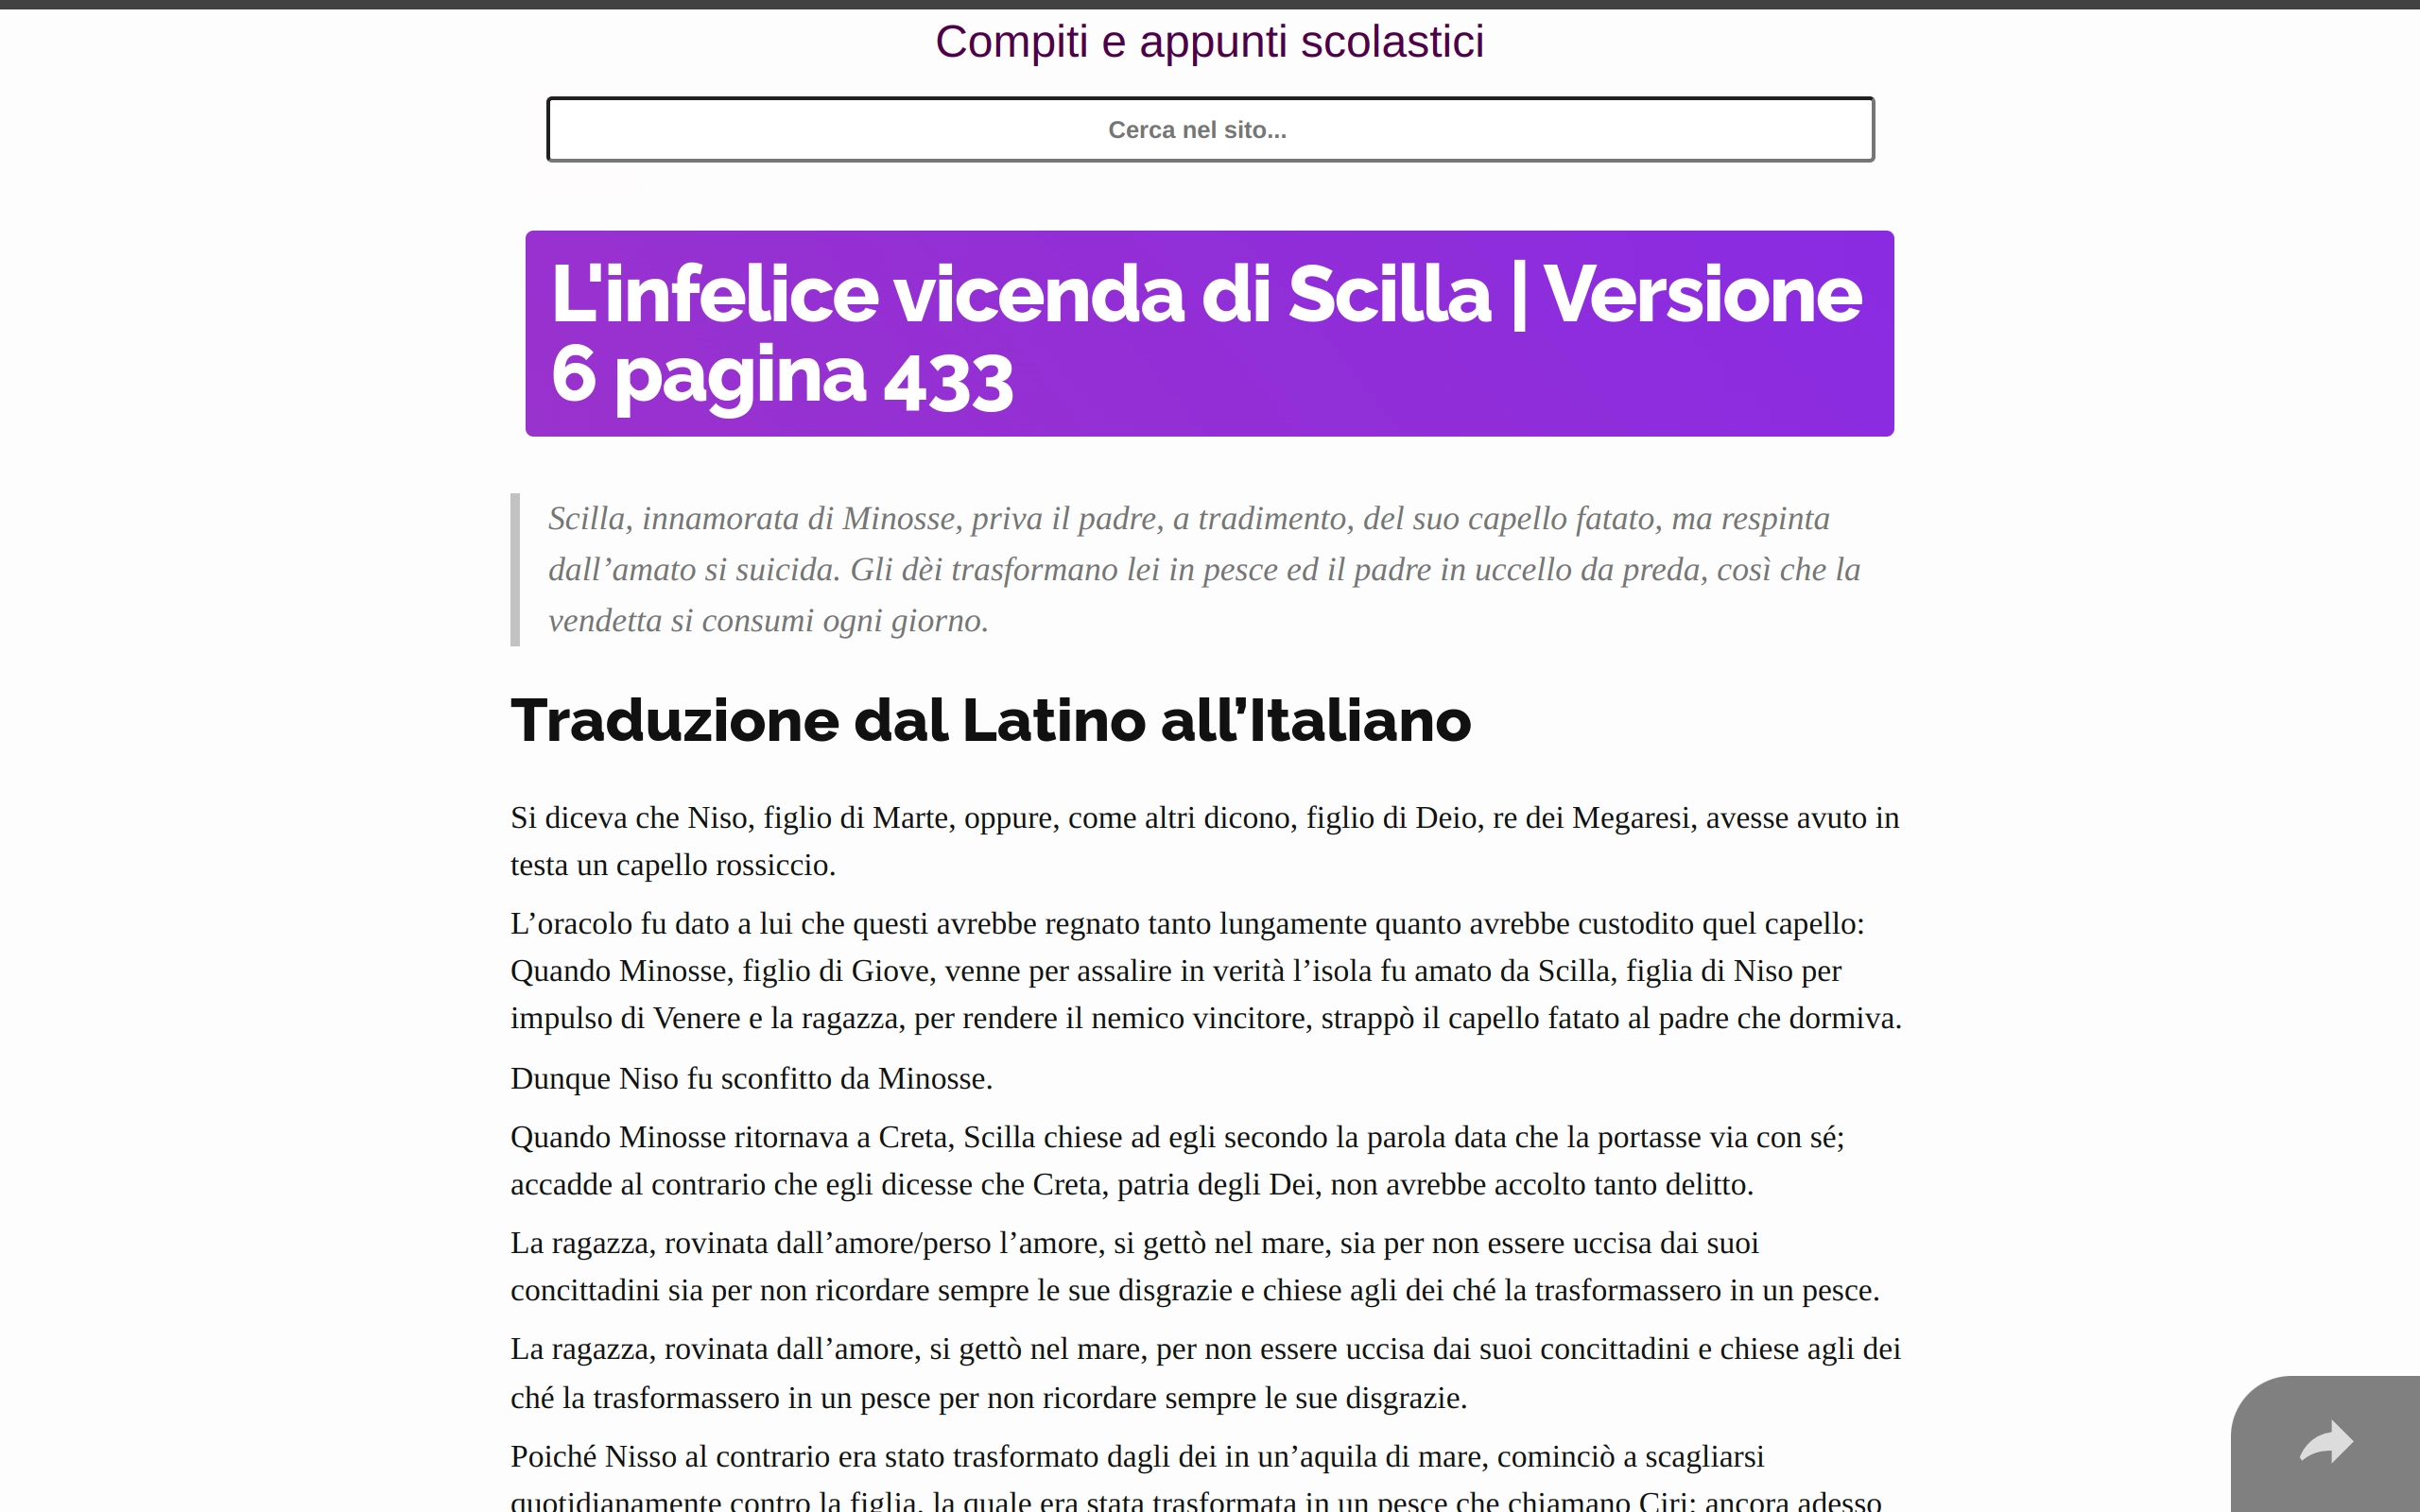 Compiti e appunti scolastici
Cerca nel sito...
L'infelice vicenda di Scilla | Versione
6 pagina 433
Scilla, innamorata di Minosse, priva il padre, a tradimento, del suo capello fatato, ma respinta
dall’amato si suicida. Gli dèi trasformano lei in pesce ed il padre in uccello da preda, così che la
vendetta si consumi ogni giorno.
Traduzione dal Latino all’Italiano
Si diceva che Niso, figlio di Marte, oppure, come altri dicono, figlio di Deio, re dei Megaresi, avesse avuto in
testa un capello rossiccio.
L’oracolo fu dato a lui che questi avrebbe regnato tanto lungamente quanto avrebbe custodito quel capello:
Quando Minosse, figlio di Giove, venne per assalire in verità l’isola fu amato da Scilla, figlia di Niso per
impulso di Venere e la ragazza, per rendere il nemico vincitore, strappò il capello fatato al padre che dormiva.
Dunque Niso fu sconfitto da Minosse.
Quando Minosse ritornava a Creta, Scilla chiese ad egli secondo la parola data che la portasse via con sé;
accadde al contrario che egli dicesse che Creta, patria degli Dei, non avrebbe accolto tanto delitto.
La ragazza, rovinata dall’amore/perso l’amore, si gettò nel mare, sia per non essere uccisa dai suoi
concittadini sia per non ricordare sempre le sue disgrazie e chiese agli dei ché la trasformassero in un pesce.
La ragazza, rovinata dall’amore, si gettò nel mare, per non essere uccisa dai suoi concittadini e chiese agli dei
ché la trasformassero in un pesce per non ricordare sempre le sue disgrazie.
Poiché Nisso al contrario era stato trasformato dagli dei in un’aquila di mare, cominciò a scagliarsi
quotidianamente contro la figlia, la quale era stata trasformata in un pesce che chiamano Ciri; ancora adesso